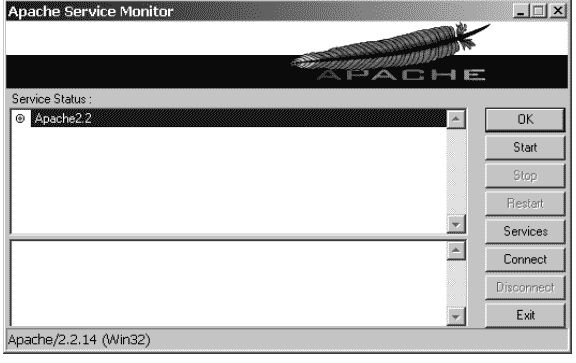 Apache Service Monitor
APACHE
Service Status :
Apache2.2
OK
Start
Stop
Restart
Services
Connect
Disconnect
Exit
Apache/2.2.14 (Win32)